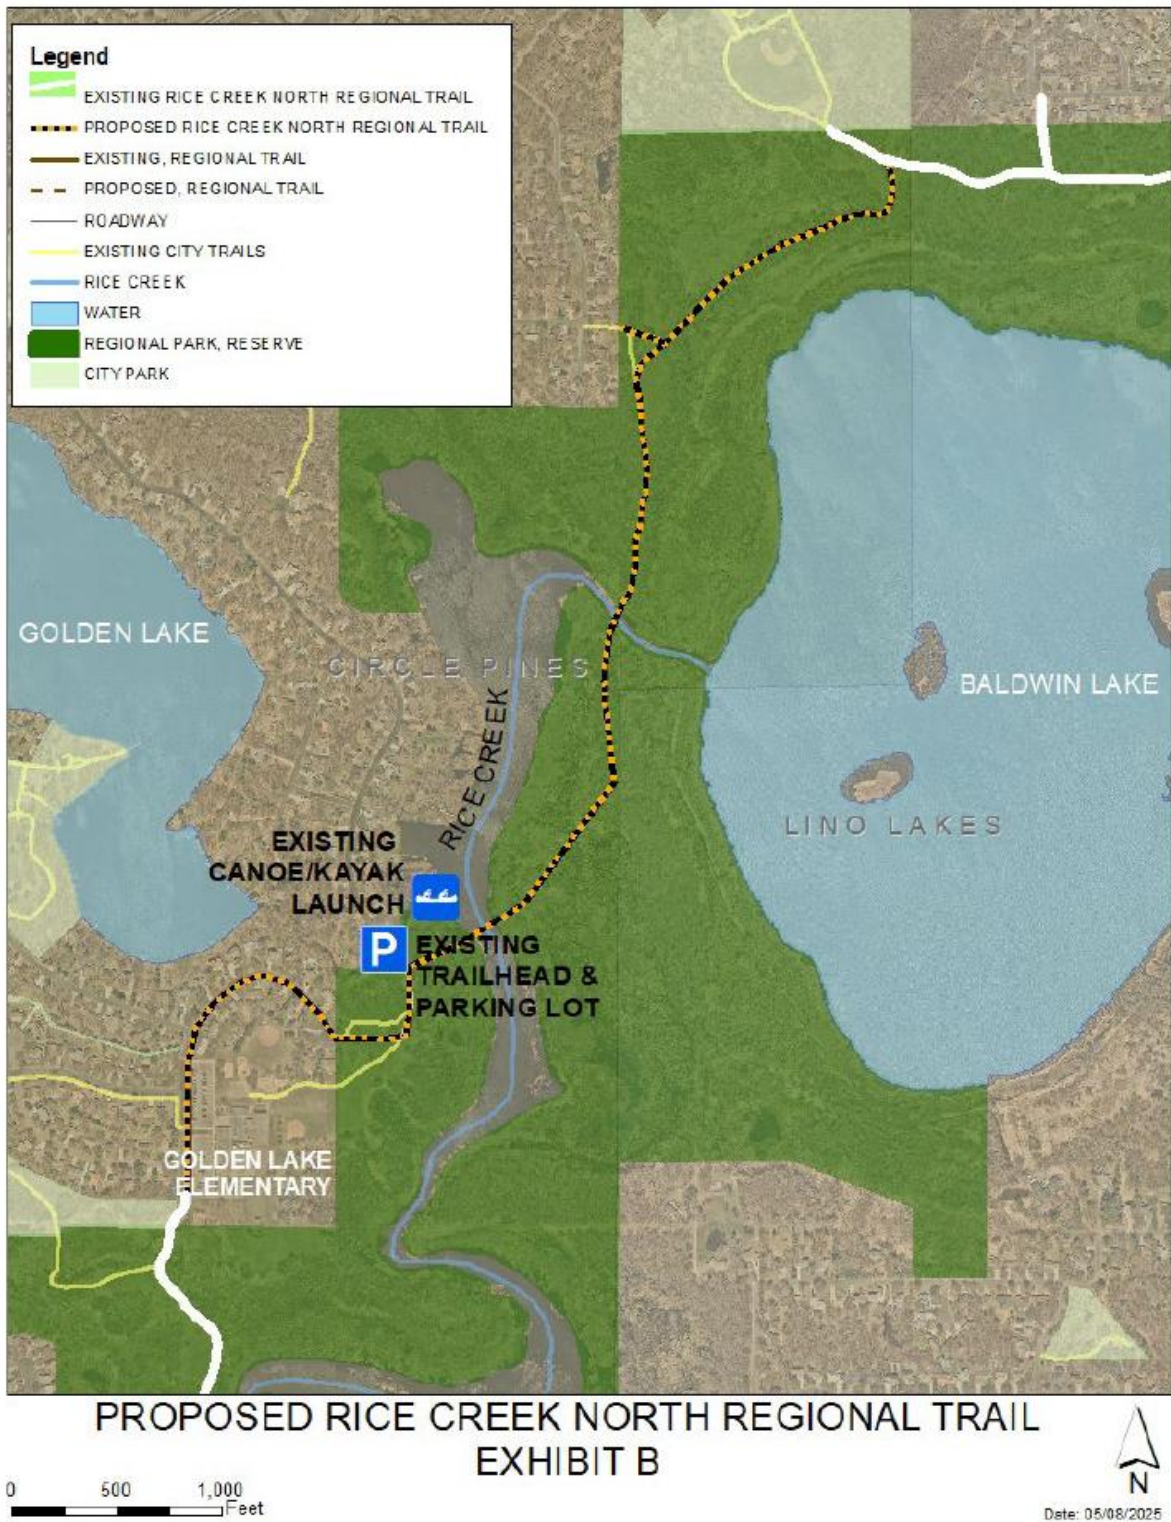 Legend
EXISTING RICE CREEK NORTH REGIONAL TRAIL
PROPOSED RICE CREEK NORTH REGIONAL TRAIL
EXISTING, REGIONAL TRAIL
PROPOSED, REGIONAL TRAIL
ROADWAY
EXISTING CITY TRAILS
RICE CREEK
WATER
REGIONAL PARK, RESERVE
CITY PARK
GOLDEN LAKE
CIRCLE PINES
BALDWIN LAKE
RICE CREEK
LINO LAKES
EXISTING
CANOE/KAYAK
LAUNCH
P
EXISTING
TRAILHEAD &
PARKING LOT
GOLDEN LAKE
ELEMENTARY
PROPOSED RICE CREEK NORTH REGIONAL TRAIL
EXHIBIT B
N
0 500 1,000
Feet
Date: 05/08/2025